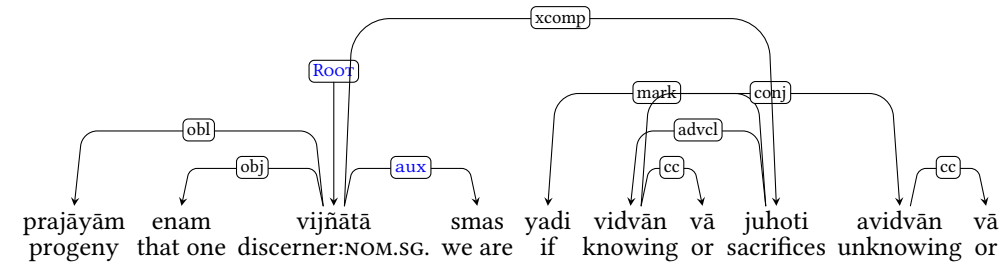 xcomp
Root
mark conj
obl advcl
obj aux cc cc
prajāyām enam vijñātā smas yadi vidvān vā juhoti avidvān vā
progeny that one discerner:NOM.SG. we are if knowing or sacrifices unknowing or